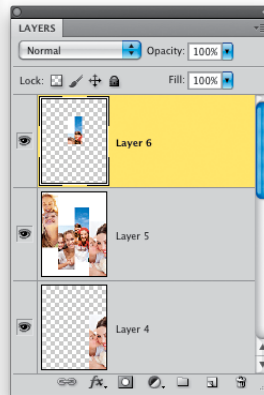 LAYERS
Normal Opacity: 100%
Lock: Fill: 100%
Layer 6
Layer 5
Layer 4
fx.